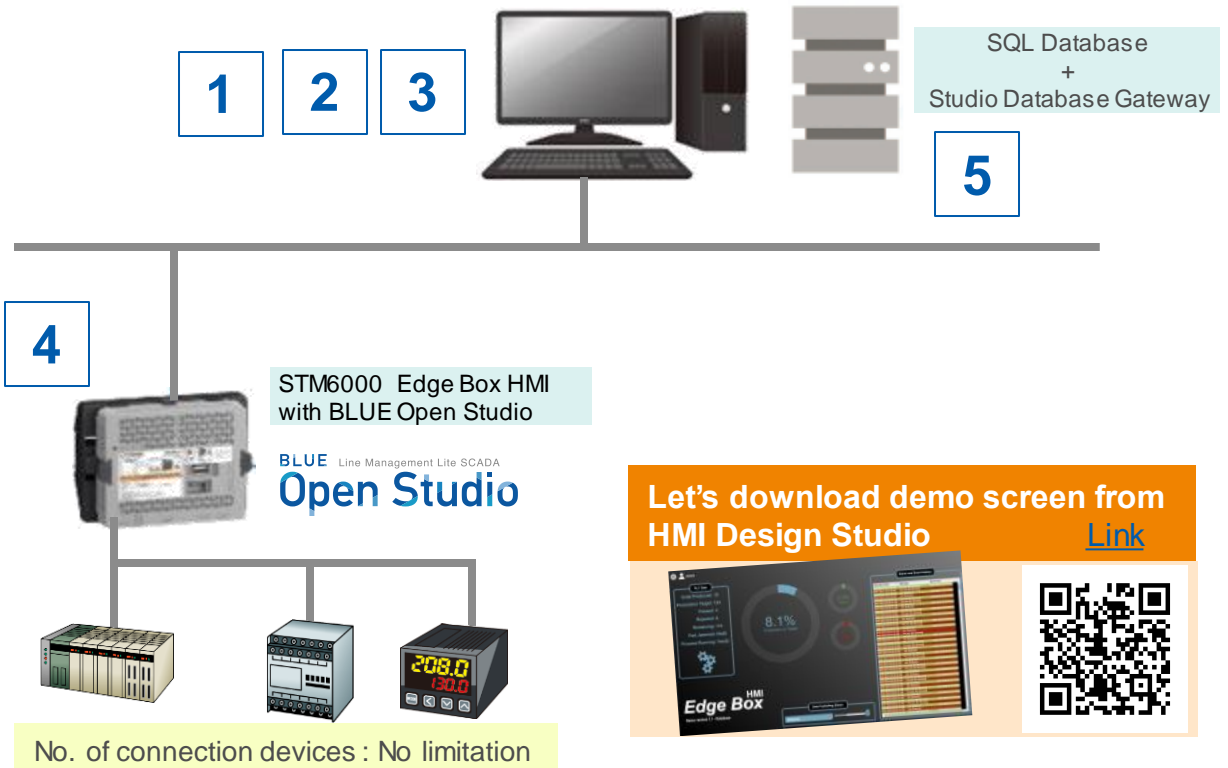 1
2
3
SQL Database
+
Studio Database Gateway
5
4
STM6000 Edge Box HMI
with BLUE Open Studio
BLUE Line Management Lite SCADA
Open Studio
Let's download demo screen from
HMI Design Studio Link
8.1%
Edge Box HMI
208.0
130.0
No. of connection devices : No limitation